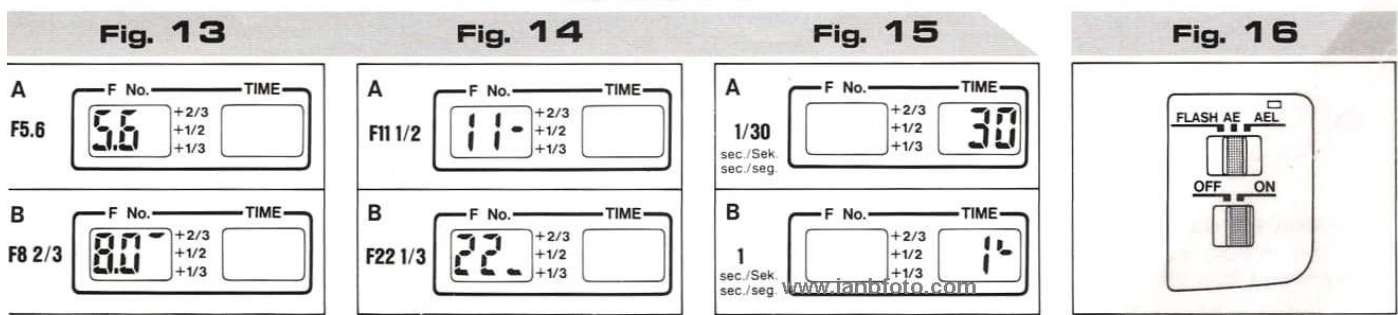 Fig. 13
A
F5.6
F No. TIME
5.6
+2/3
+1/2
+1/3
B
F8 2/3
F No. TIME
8.0 -
+2/3
+1/2
+1/3
Fig. 14
A
F11 1/2
F No. TIME
11 -
+2/3
+1/2
+1/3
B
F22 1/3
F No. TIME
22 -
+2/3
+1/2
+1/3
Fig. 15
A
1/30
sec./Sek.
sec./seg.
F No. TIME
+2/3
+1/2
+1/3
30
B
1
sec./Sek.
sec./seg.
F No. TIME
+2/3
+1/2
+1/3
1"
www.ianbfoto.com
Fig. 16
FLASH AE AEL
OFF ON